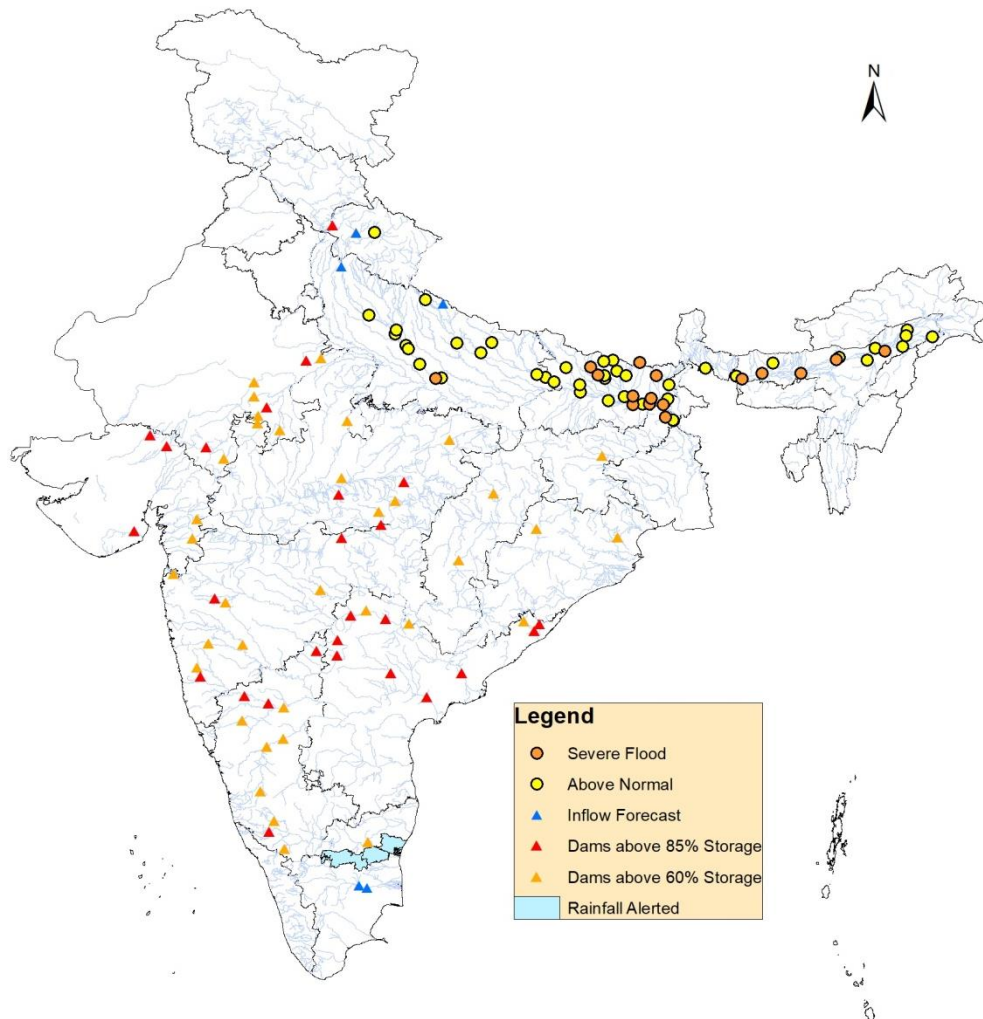 N
Legend
Severe Flood
Above Normal
Inflow Forecast
Dams above 85% Storage
Dams above 60% Storage
Rainfall Alerted